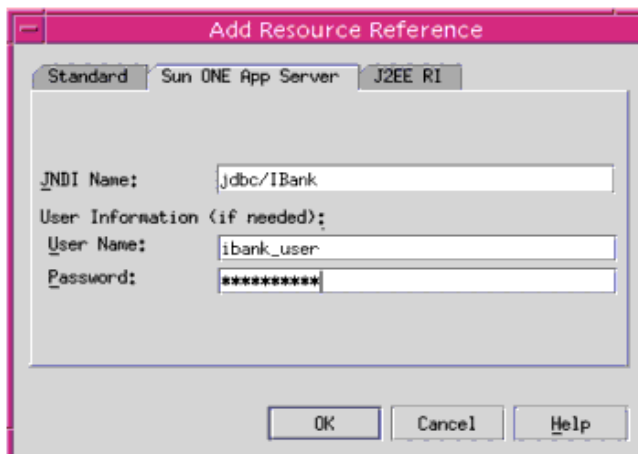 Add Resource Reference
Standard Sun ONE App Server J2EE RI
JNDI Name: jdbc/IBank
User Information (if needed):
User Name: ibank_user
Password: **********
OK Cancel Help